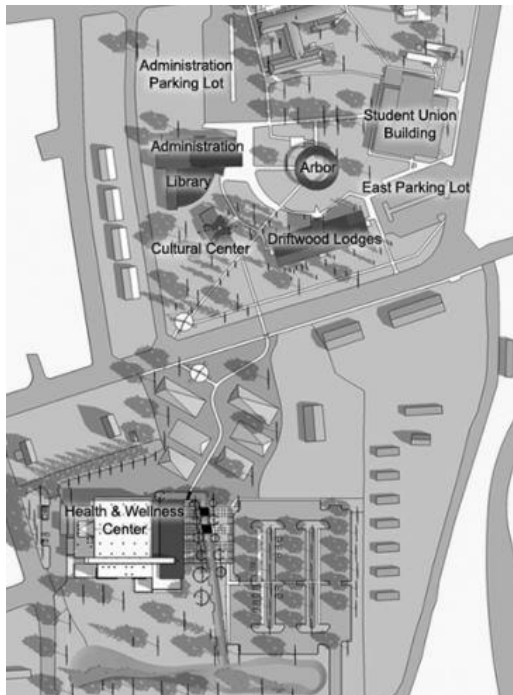 Administration
Parking Lot
Student Union
Building
Administration
Library
Arbor
East Parking Lot
Cultural Center
Driftwood Lodges
Health & Wellness
Center